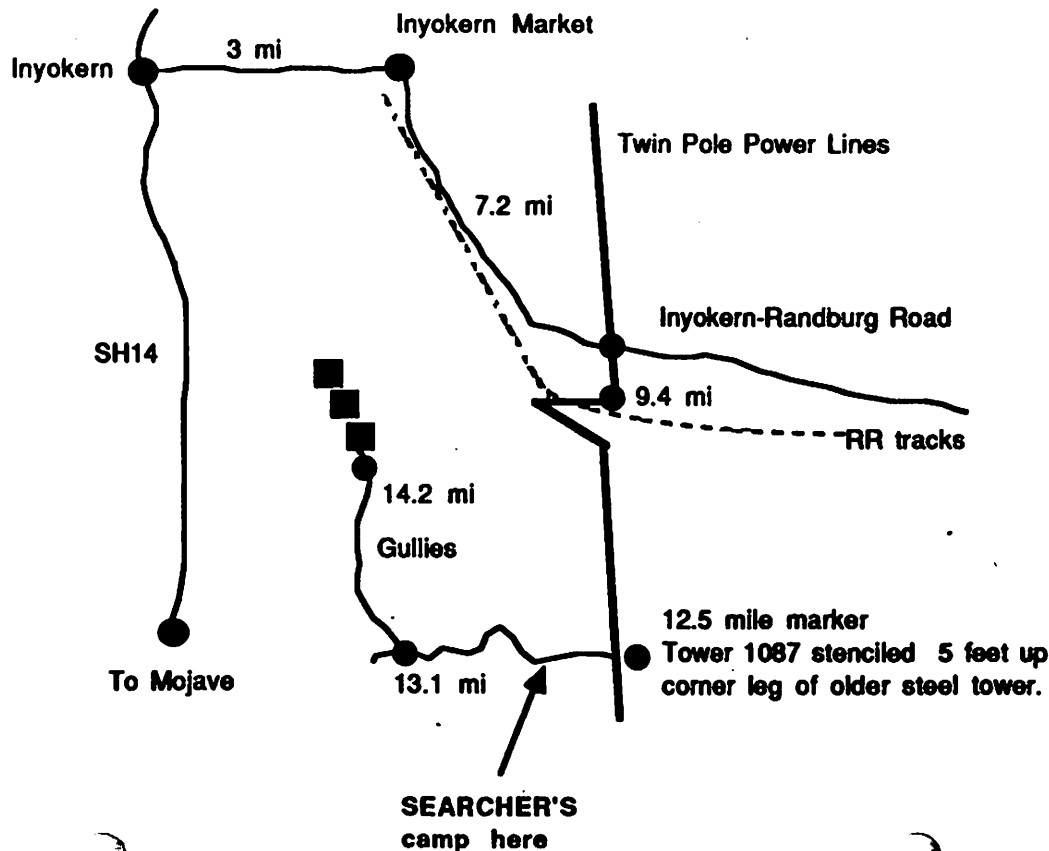 Inyokern Market
3 mi
Inyokern
Twin Pole Power Lines
7.2 mi
Inyokern-Randburg Road
SH14
9.4 mi
RR tracks
14.2 mi
Gullies
12.5 mile marker
Tower 1087 stenciled 5 feet up
corner leg of older steel tower.
To Mojave
13.1 mi
SEARCHER'S
camp here